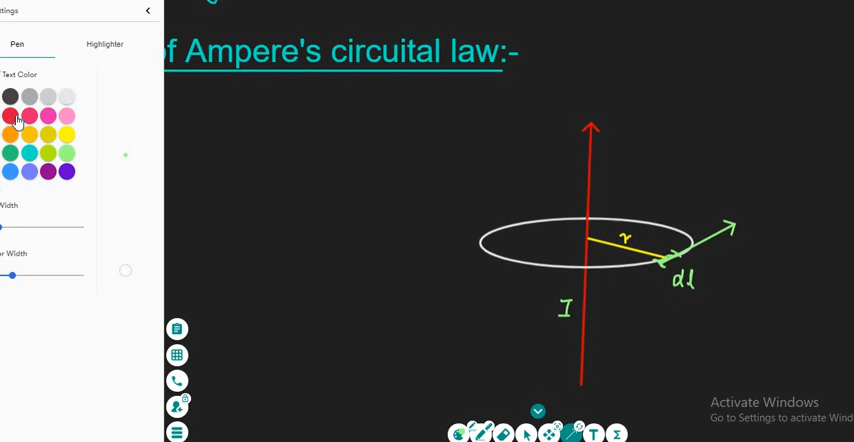 ttings
Pen
Highlighter
Text Color
of Ampere's circuital law:-
Width
r
dl
er Width
I
T
Σ
Activate Windows
Go to Settings to activate Wind